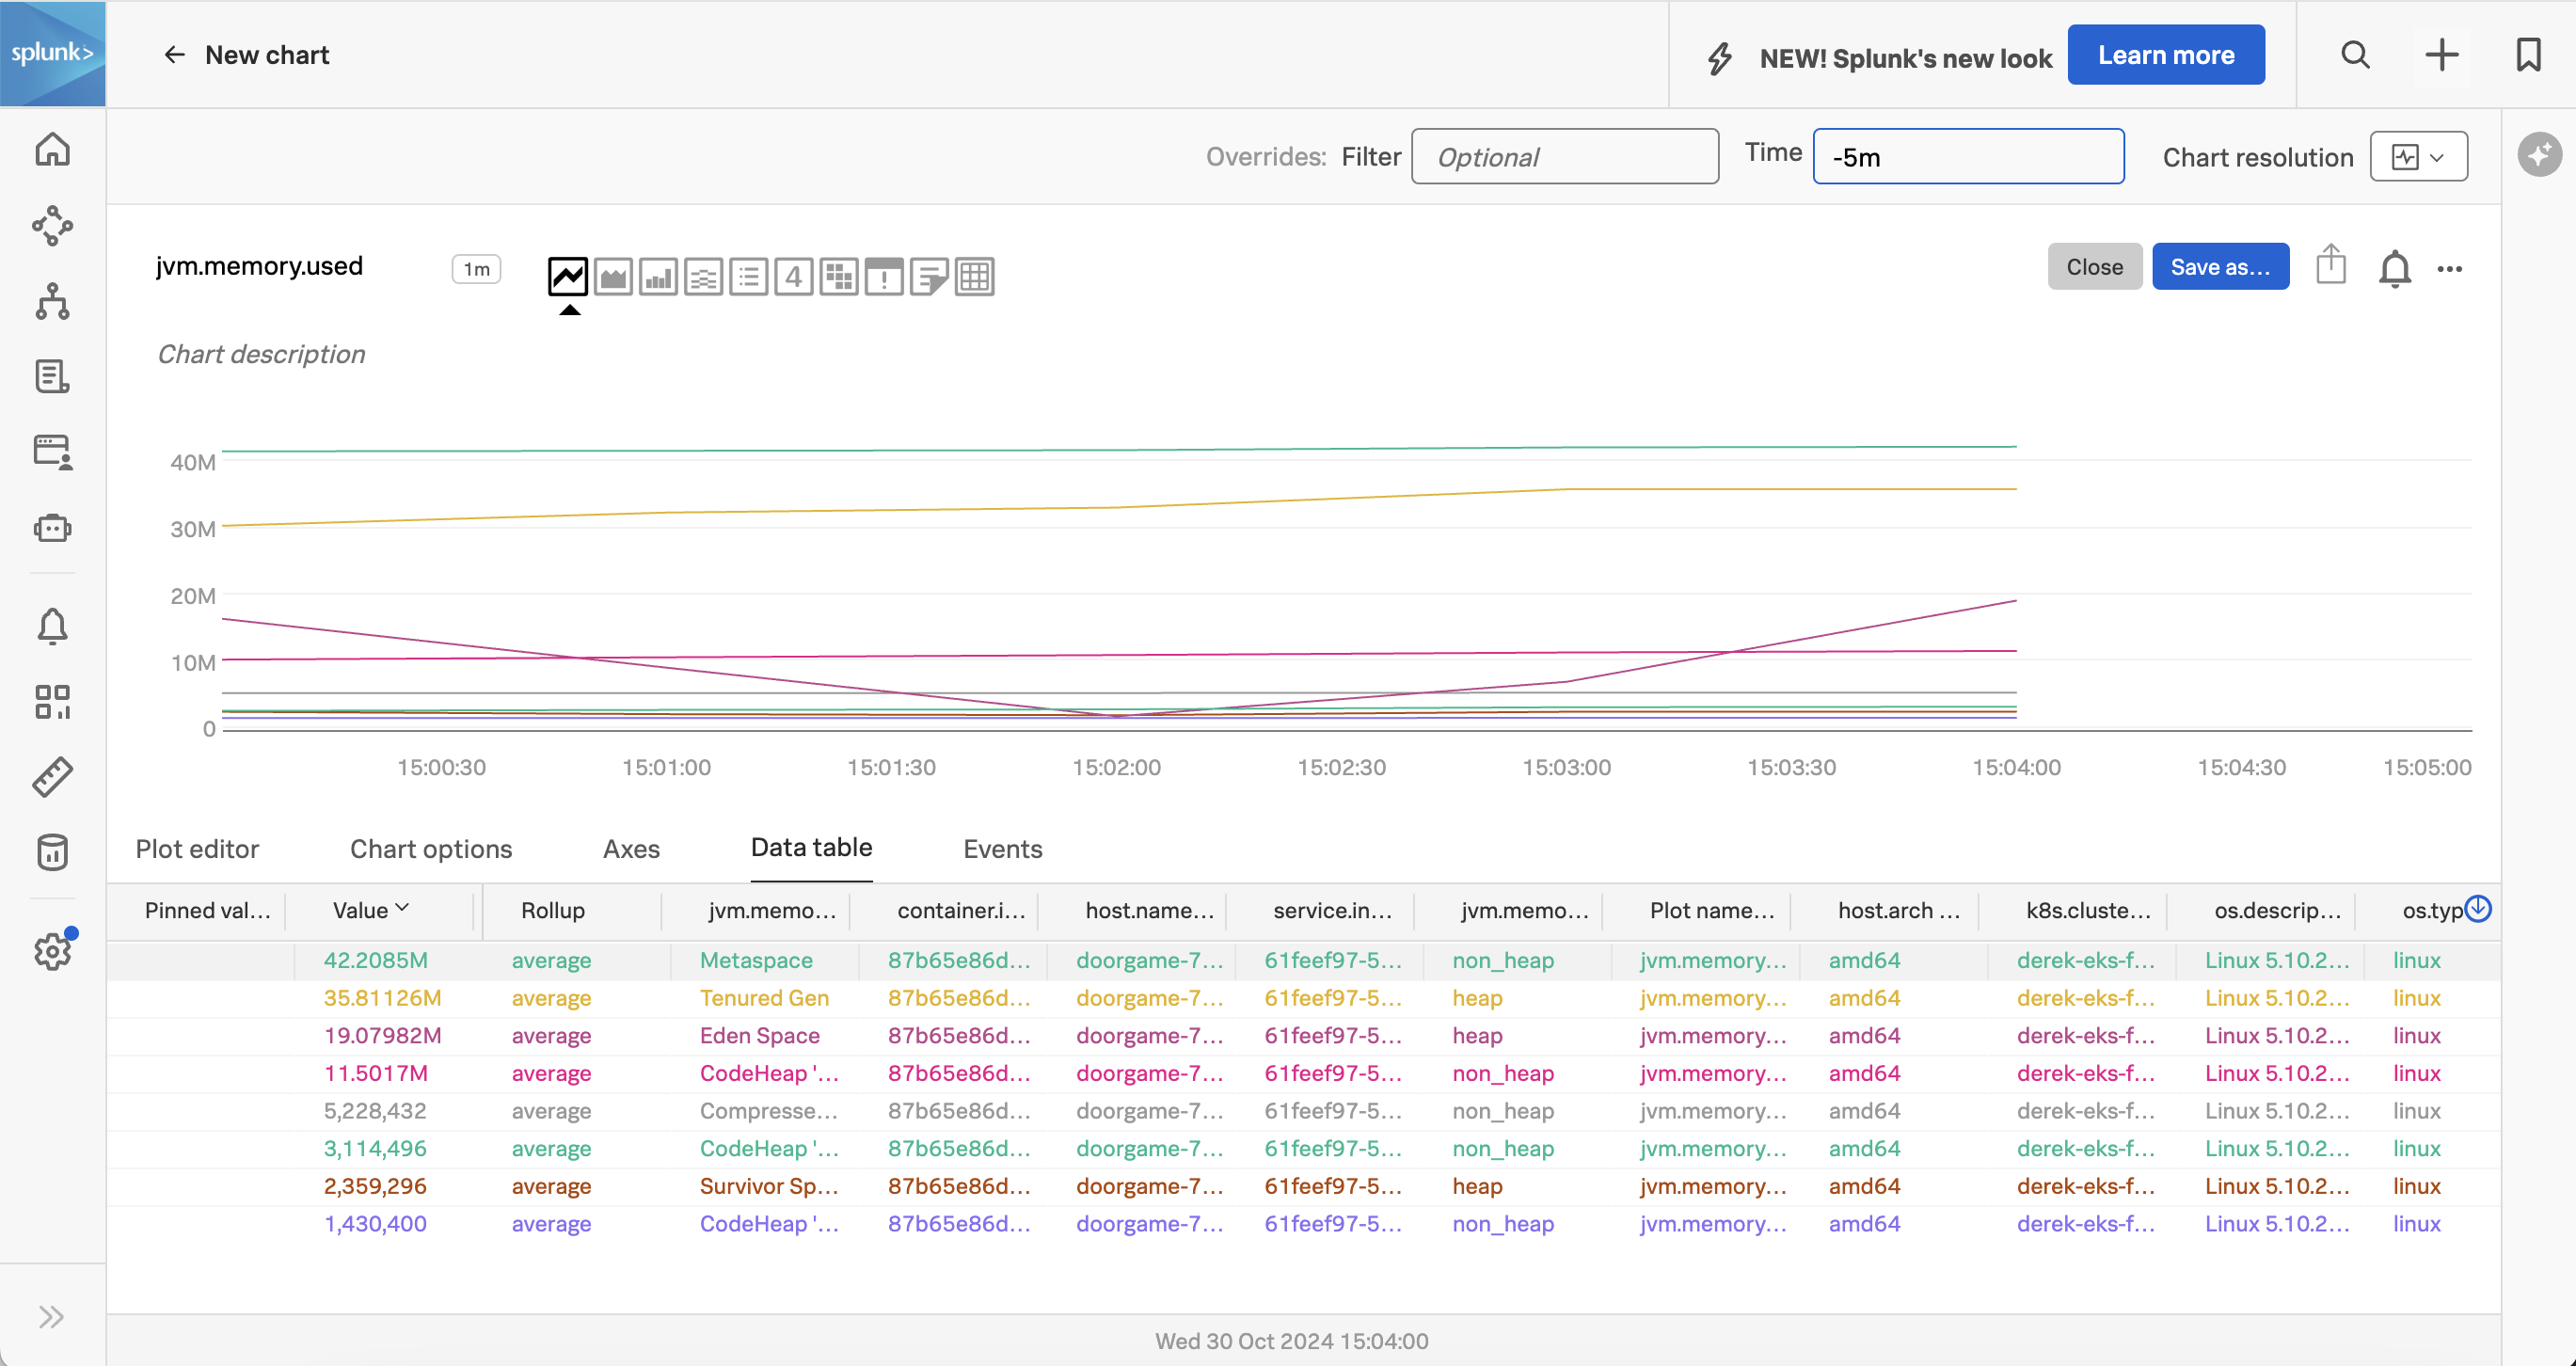 splunk>
← New chart
NEW! Splunk's new look
Learn more
Overrides: Filter Optional Time -5m Chart resolution
jvm.memory.used 1m 4 Close Save as... ...
Chart description
40M
30M
20M
10M
0
15:00:30 15:01:00 15:01:30 15:02:00 15:02:30 15:03:00 15:03:30 15:04:00 15:04:30 15:05:00
Plot editor Chart options Axes Data table Events
Pinned val... Value Rollup jvm.memo... container.i... host.name... service.in... jvm.memo... Plot name... host.arch ... k8s.cluste... os.descrip... os.typ
42.2085M average Metaspace 87b65e86d... doorgame-7... 61feef97-5... non_heap jvm.memory... amd64 derek-eks-f... Linux 5.10.2... linux
35.81126M average Tenured Gen 87b65e86d... doorgame-7... 61feef97-5... heap jvm.memory... amd64 derek-eks-f... Linux 5.10.2... linux
19.07982M average Eden Space 87b65e86d... doorgame-7... 61feef97-5... heap jvm.memory... amd64 derek-eks-f... Linux 5.10.2... linux
11.5017M average CodeHeap '... 87b65e86d... doorgame-7... 61feef97-5... non_heap jvm.memory... amd64 derek-eks-f... Linux 5.10.2... linux
5,228,432 average Compresse... 87b65e86d... doorgame-7... 61feef97-5... non_heap jvm.memory... amd64 derek-eks-f... Linux 5.10.2... linux
3,114,496 average CodeHeap '... 87b65e86d... doorgame-7... 61feef97-5... non_heap jvm.memory... amd64 derek-eks-f... Linux 5.10.2... linux
2,359,296 average Survivor Sp... 87b65e86d... doorgame-7... 61feef97-5... heap jvm.memory... amd64 derek-eks-f... Linux 5.10.2... linux
1,430,400 average CodeHeap '... 87b65e86d... doorgame-7... 61feef97-5... non_heap jvm.memory... amd64 derek-eks-f... Linux 5.10.2... linux
Wed 30 Oct 2024 15:04:00